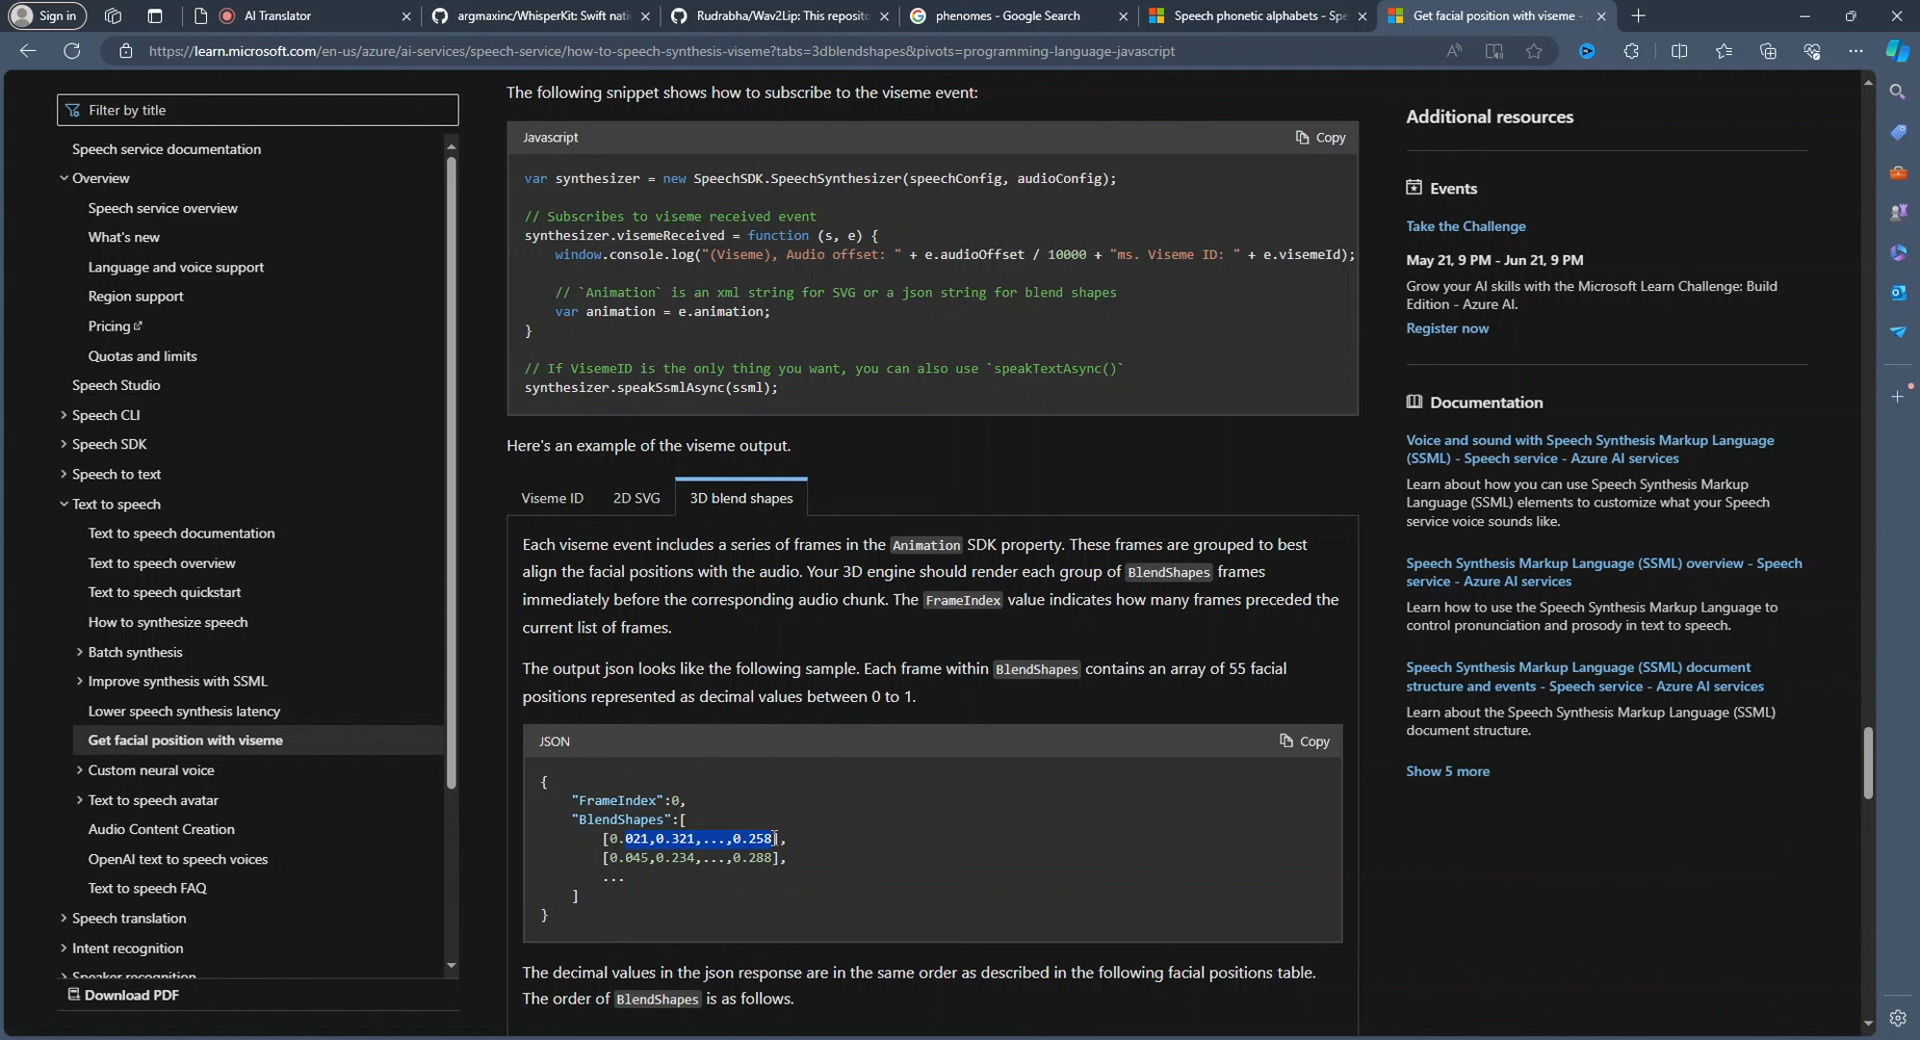 Sign in
AI Translator
argmaxinc/WhisperKit: Swift nati
Rudrabha/Wav2Lip: This reposito
phenomes - Google Search
Speech phonetic alphabets - Spe
Get facial position with viseme -
https://learn.microsoft.com/en-us/azure/ai-services/speech-service/how-to-speech-synthesis-viseme?tabs=3dblendshapes&pivots=programming-language-javascript
Filter by title
Speech service documentation
Overview
Speech service overview
What's new
Language and voice support
Region support
Pricing
Quotas and limits
Speech Studio
Speech CLI
Speech SDK
Speech to text
Text to speech
Text to speech documentation
Text to speech overview
Text to speech quickstart
How to synthesize speech
Batch synthesis
Improve synthesis with SSML
Lower speech synthesis latency
Get facial position with viseme
Custom neural voice
Text to speech avatar
Audio Content Creation
OpenAI text to speech voices
Text to speech FAQ
Speech translation
Intent recognition
Speaker recognition
Download PDF
The following snippet shows how to subscribe to the viseme event:
Javascript
Copy
var synthesizer = new SpeechSDK.SpeechSynthesizer(speechConfig, audioConfig);
// Subscribes to viseme received event
synthesizer.visemeReceived = function (s, e) {
window.console.log("(Viseme), Audio offset: " + e.audioOffset / 10000 + "ms. Viseme ID: " + e.visemeId);
// `Animation` is an xml string for SVG or a json string for blend shapes
var animation = e.animation;
}
// If VisemeID is the only thing you want, you can also use `speakTextAsync()`
synthesizer.speakSsmlAsync(ssml);
Here's an example of the viseme output.
Viseme ID
2D SVG
3D blend shapes
Each viseme event includes a series of frames in the Animation SDK property. These frames are grouped to best
align the facial positions with the audio. Your 3D engine should render each group of BlendShapes frames
immediately before the corresponding audio chunk. The FrameIndex value indicates how many frames preceded the
current list of frames.
The output json looks like the following sample. Each frame within BlendShapes contains an array of 55 facial
positions represented as decimal values between 0 to 1.
JSON
Copy
{
"FrameIndex":0,
"BlendShapes":[
[0.021,0.321,...,0.258],
[0.045,0.234,...,0.288],
...
]
}
The decimal values in the json response are in the same order as described in the following facial positions table.
The order of BlendShapes is as follows.
Additional resources
Events
Take the Challenge
May 21, 9 PM - Jun 21, 9 PM
Grow your AI skills with the Microsoft Learn Challenge: Build
Edition - Azure AI.
Register now
Documentation
Voice and sound with Speech Synthesis Markup Language
(SSML) - Speech service - Azure AI services
Learn about how you can use Speech Synthesis Markup
Language (SSML) elements to customize what your Speech
service voice sounds like.
Speech Synthesis Markup Language (SSML) overview - Speech
service - Azure AI services
Learn how to use the Speech Synthesis Markup Language to
control pronunciation and prosody in text to speech.
Speech Synthesis Markup Language (SSML) document
structure and events - Speech service - Azure AI services
Learn about the Speech Synthesis Markup Language (SSML)
document structure.
Show 5 more